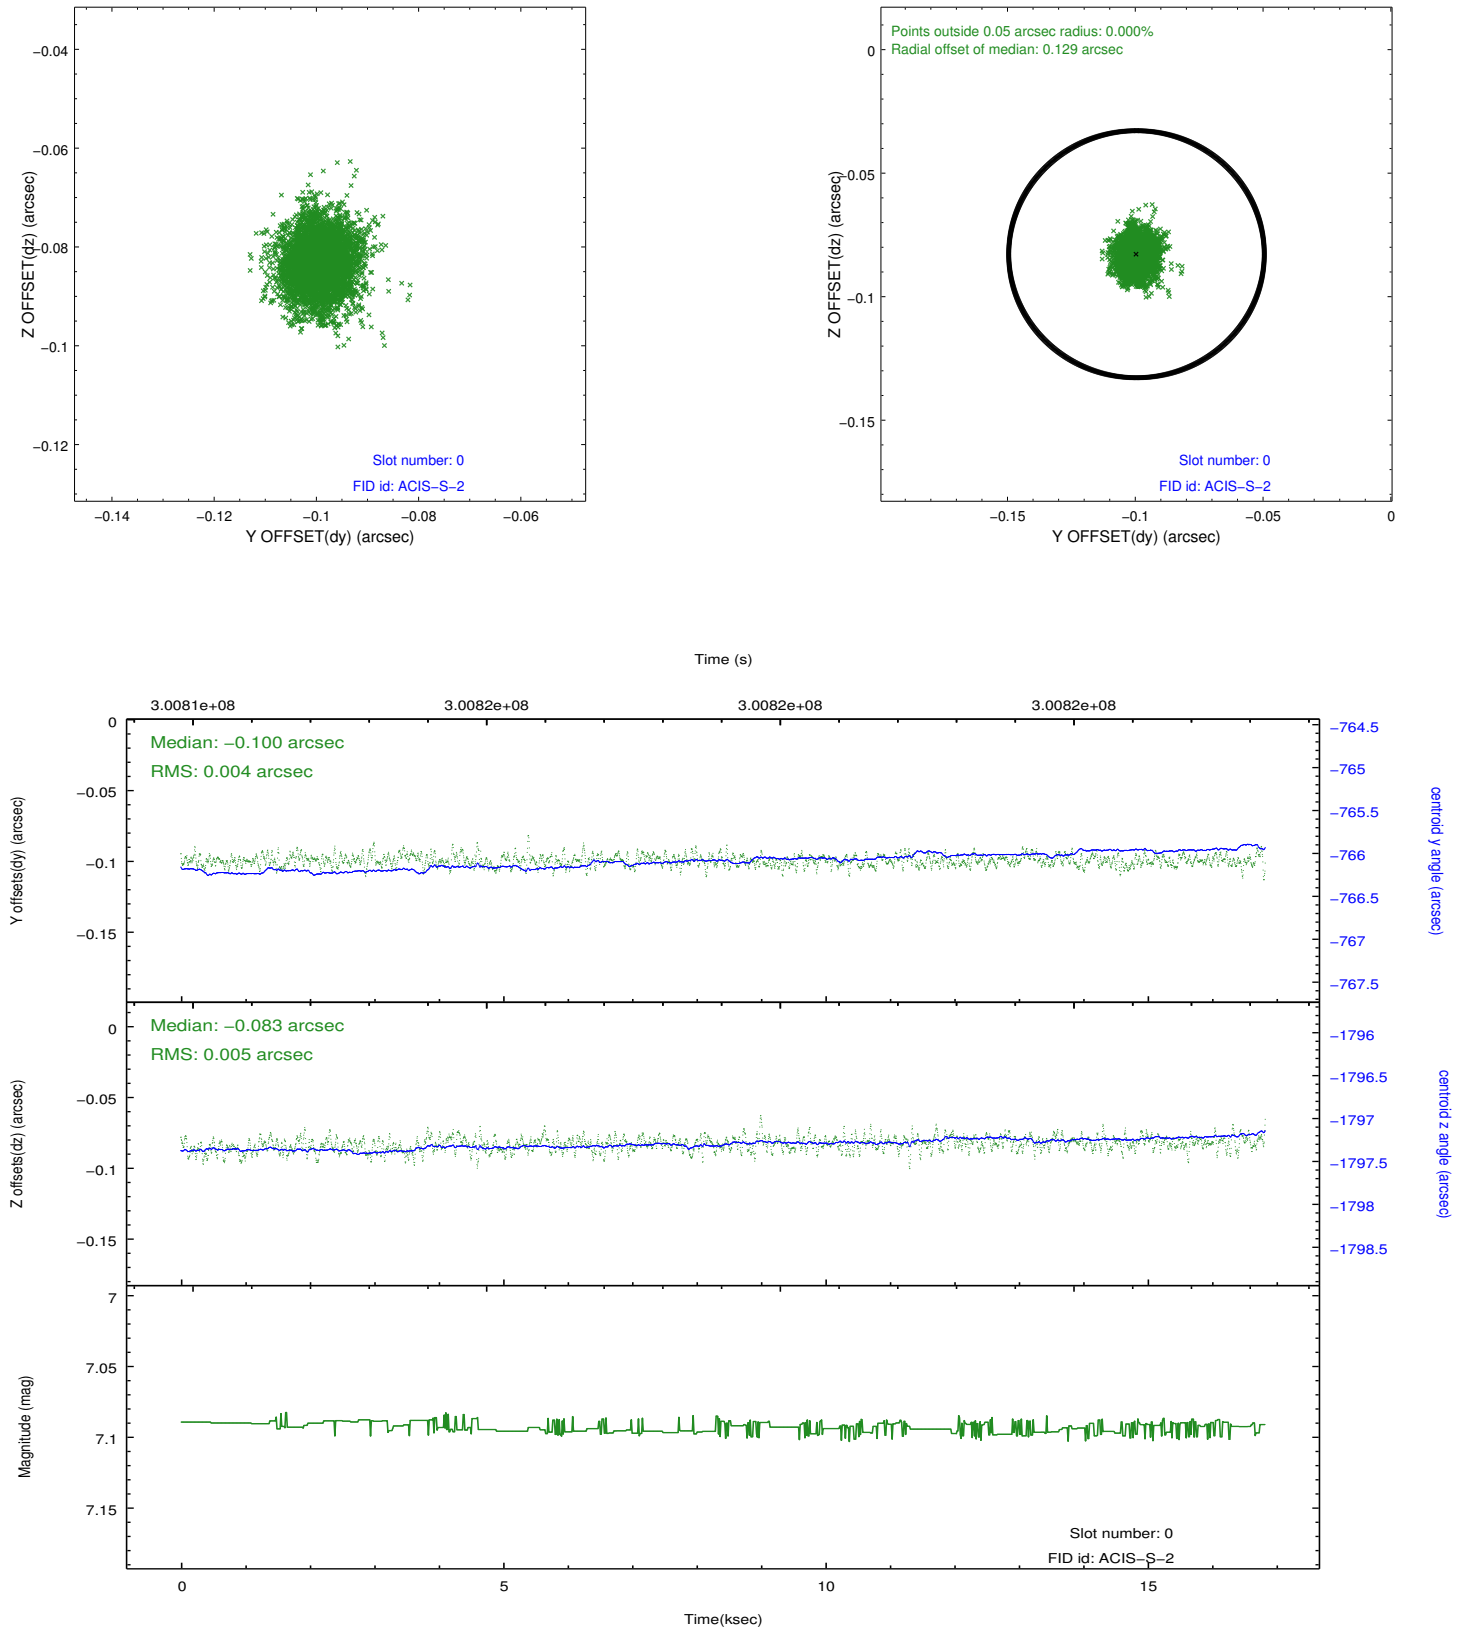 −0.04
−0.06
−0.08
−0.1
−0.12
Z OFFSET(dz) (arcsec)
Slot number: 0
FID id: ACIS−S−2
−0.14
−0.12
−0.1
−0.08
−0.06
Y OFFSET(dy) (arcsec)
Points outside 0.05 arcsec radius: 0.000%
Radial offset of median: 0.129 arcsec
0
−0.05
−0.1
−0.15
Z OFFSET(dz) (arcsec)
Slot number: 0
FID id: ACIS−S−2
−0.15
−0.1
−0.05
0
Y OFFSET(dy) (arcsec)
Time (s)
3.0081e+08
3.0082e+08
3.0082e+08
3.0082e+08
Median: −0.100 arcsec
RMS: 0.004 arcsec
0
−0.05
−0.1
−0.15
Y offsets(dy) (arcsec)
−764.5
−765
−765.5
−766
−766.5
−767
−767.5
centroid y angle (arcsec)
Median: −0.083 arcsec
RMS: 0.005 arcsec
0
−0.05
−0.1
−0.15
Z offsets(dz) (arcsec)
−1796
−1796.5
−1797
−1797.5
−1798
−1798.5
centroid z angle (arcsec)
7
7.05
7.1
7.15
Magnitude (mag)
Slot number: 0
FID id: ACIS−S−2
0
5
10
15
Time(ksec)